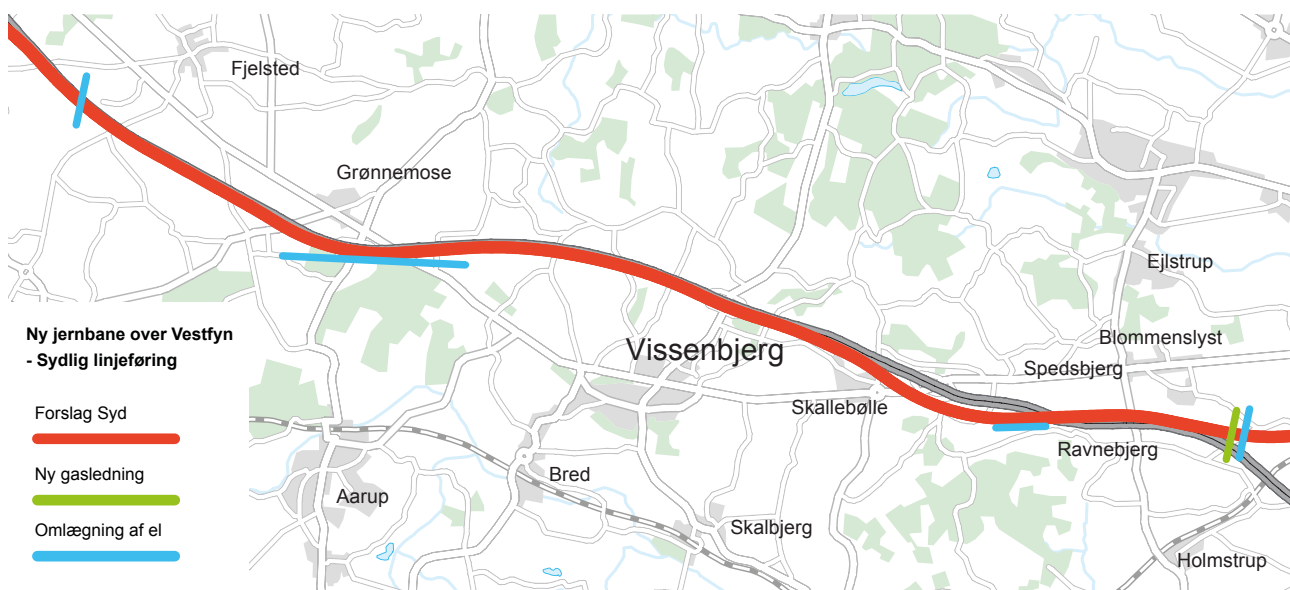 Fjelsted
Grønnemose
Ejlstrup
Ny jernbane over Vestfyn
- Sydlig linjeføring
Vissenbjerg
Blommenslyst
Spedsbjerg
Skallebølle
Forslag Syd
Ravnebjerg
Ny gasledning
Bred
Aarup
Omlægning af el
Skalbjerg
Holmstrup